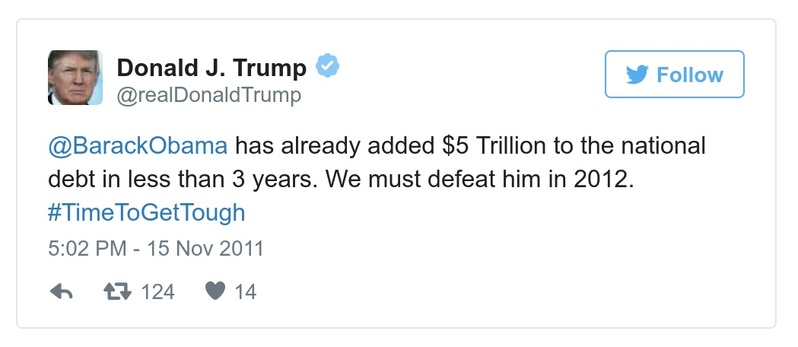 Donald J. Trump
Follow
@realDonaldTrump
@BarackObama has already added $5 Trillion to the national
debt in less than 3 years. We must defeat him in 2012.
#TimeToGetTough
5:02 PM - 15 Nov 2011
124 14